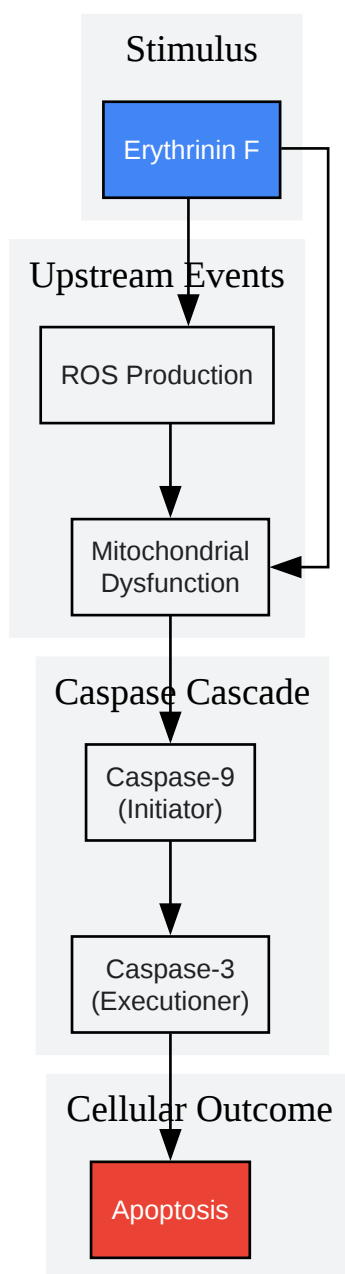 Stimulus
Erythrinin F
Upstream Events
ROS Production
Mitochondrial
Dysfunction
Caspase Cascade
Caspase-9
(Initiator)
Caspase-3
(Executioner)
Cellular Outcome
Apoptosis